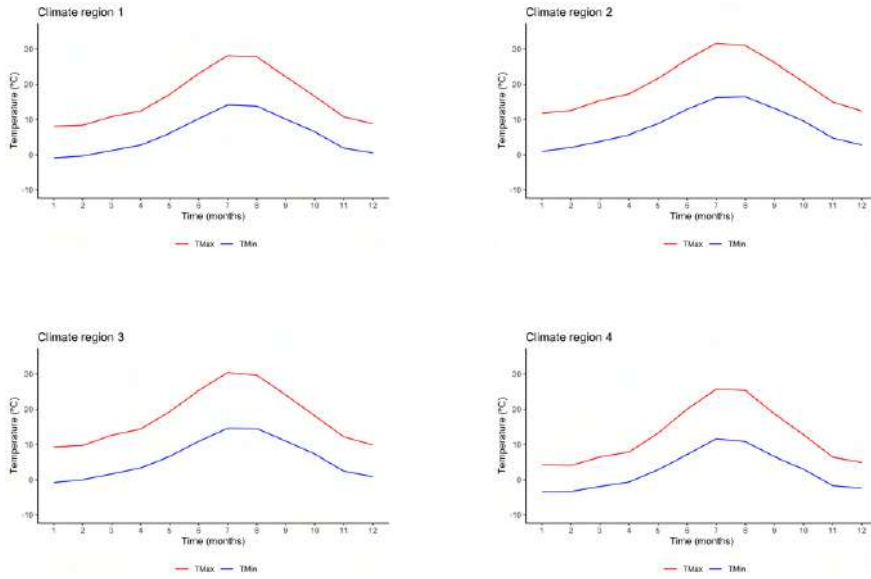 Climate region 1
30
20
10
0
-10
Temperature (°C)
1 2 3 4 5 6 7 8 9 10 11 12
Time (months)
TMax TMin
Climate region 2
30
20
10
0
-10
Temperature (°C)
1 2 3 4 5 6 7 8 9 10 11 12
Time (months)
TMax TMin
Climate region 3
30
20
10
0
-10
Temperature (°C)
1 2 3 4 5 6 7 8 9 10 11 12
Time (months)
TMax TMin
Climate region 4
30
20
10
0
-10
Temperature (°C)
1 2 3 4 5 6 7 8 9 10 11 12
Time (months)
TMax TMin